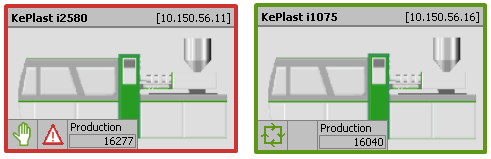 KePlast i2580 [10.150.56.11]
Production
16277
KePlast i1075 [10.150.56.16]
Production
16040